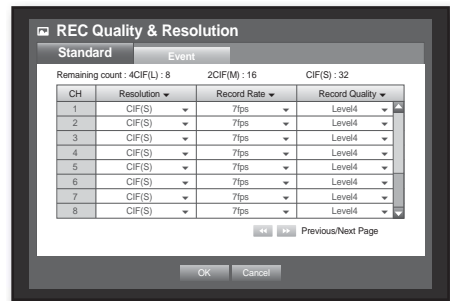 REC Quality & Resolution
Standard Event
Remaining count : 4CIF(L) : 8 2CIF(M) : 16 CIF(S) : 32
CH Resolution Record Rate Record Quality
1 CIF(S) 7fps Level4
2 CIF(S) 7fps Level4
3 CIF(S) 7fps Level4
4 CIF(S) 7fps Level4
5 CIF(S) 7fps Level4
6 CIF(S) 7fps Level4
7 CIF(S) 7fps Level4
8 CIF(S) 7fps Level4
Previous/Next Page
OK Cancel